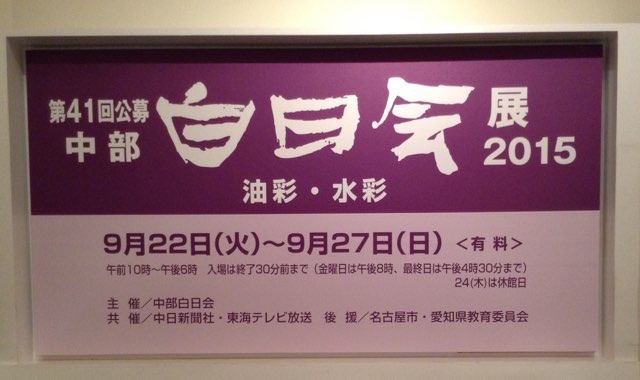 第41回公募
中部
白日会
展
2015
油彩・水彩
9月22日(火)〜9月27日(日) <有料>
午前10時〜午後6時 入場は終了30分前まで(金曜日は午後8時、最終日は午後4時30分まで)
24(木)は休館日
主 催/中部白日会
共 催/中日新聞社・東海テレビ放送 後 援/名古屋市・愛知県教育委員会